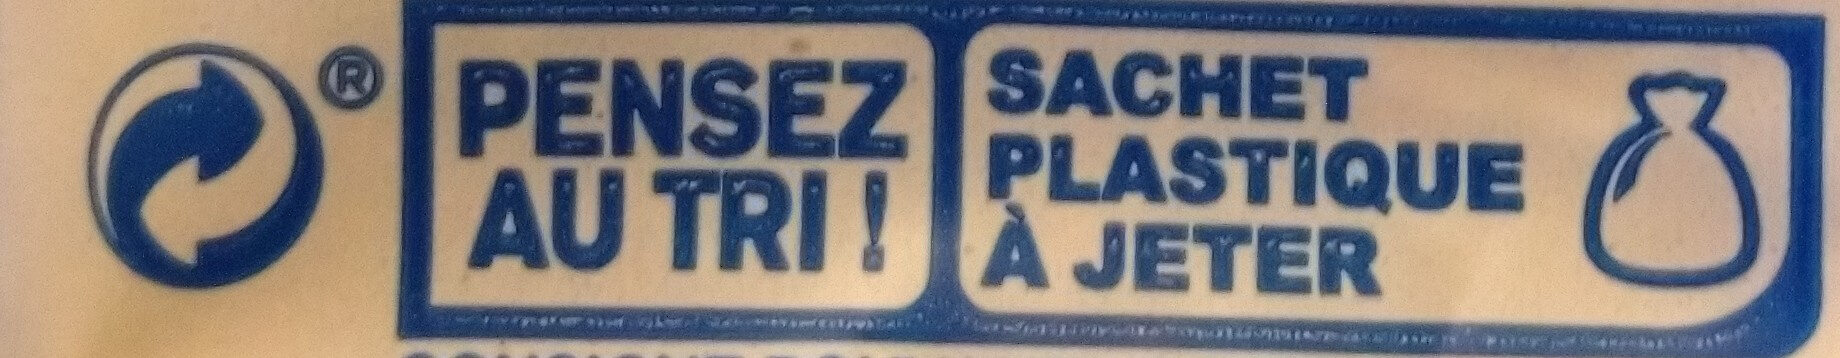 ®
PENSEZ
AU TRI !
SACHET
PLASTIQUE
À JETER